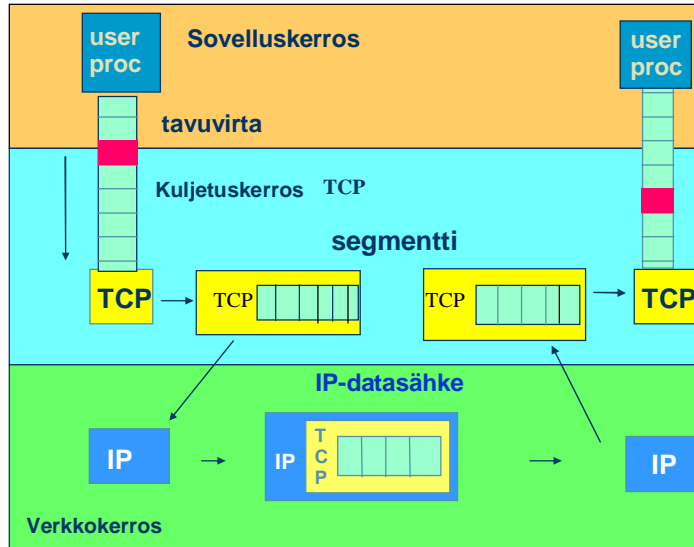 user
proc
Sovelluskerros
user
proc
tavuvirta
Kuljetuskerros TCP
segmentti
TCP
TCP
TCP
TCP
IP-datasähke
IP
IP
T
C
P
IP
Verkkokerros